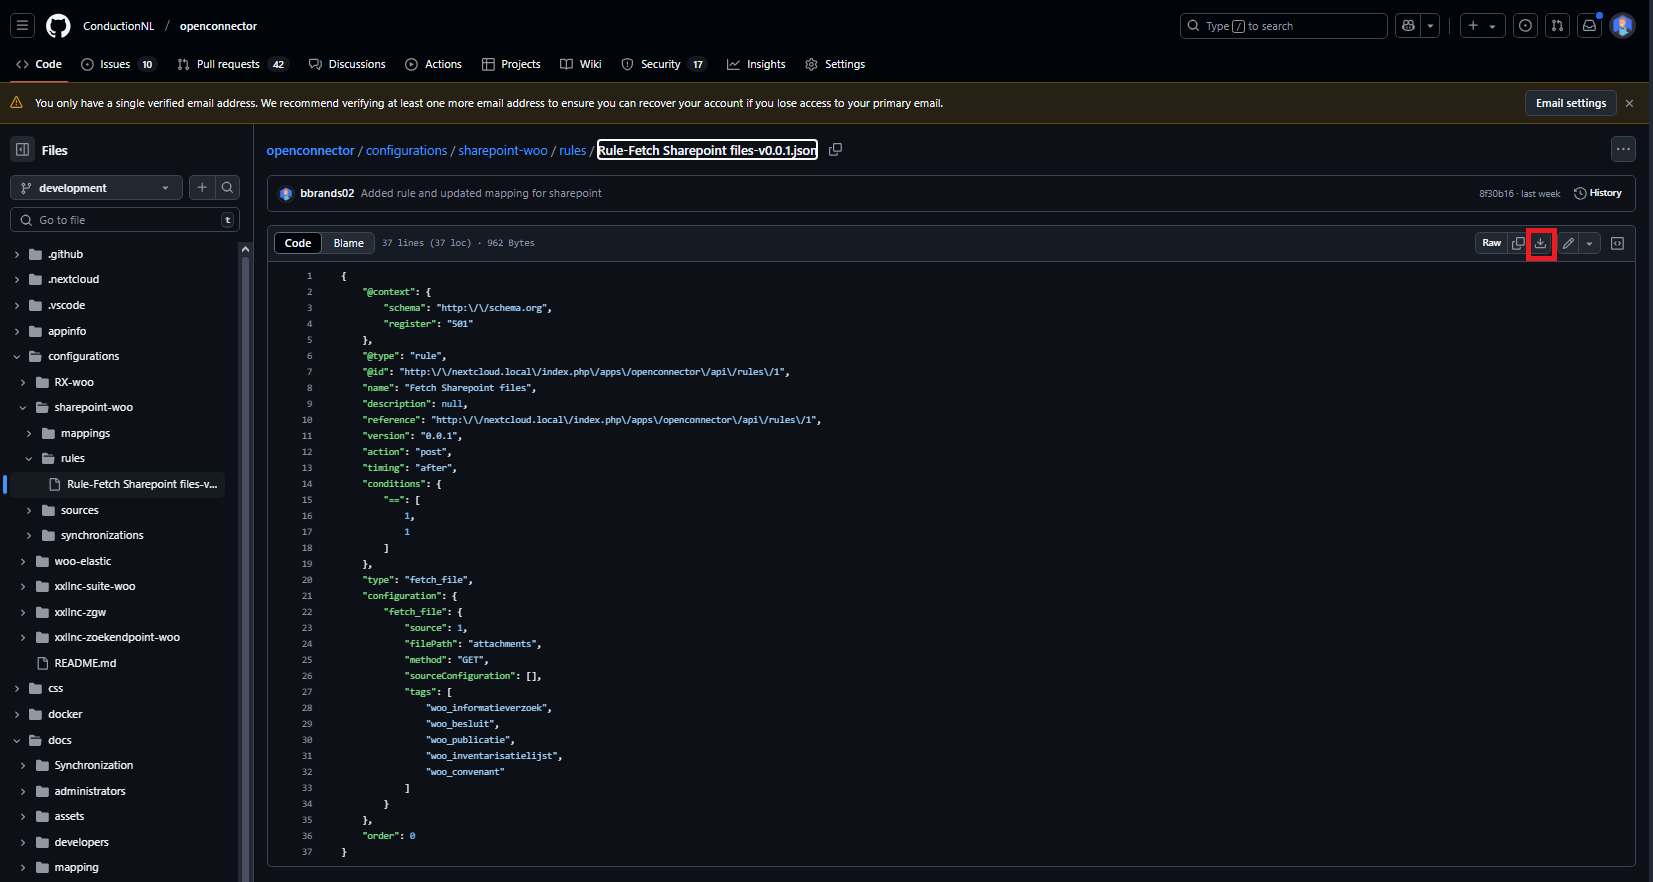 ConductionNL / openconnector
Type / to search
Code Issues 10 Pull requests 42 Discussions Actions Projects Wiki Security 17 Insights Settings
You only have a single verified email address. We recommend verifying at least one more email address to ensure you can recover your account if you lose access to your primary email.
Email settings
Files
openconnector / configurations / sharepoint-woo / rules / Rule-Fetch Sharepoint files-v0.0.1.json
development
Go to file t
bbrands02 Added rule and updated mapping for sharepoint
8f30b16 · last week History
Code Blame 37 lines (37 loc) · 962 Bytes
Raw
.github
.nextcloud
.vscode
appinfo
configurations
RX-woo
sharepoint-woo
mappings
rules
Rule-Fetch Sharepoint files-v...
sources
synchronizations
woo-elastic
xxllnc-suite-woo
xxllnc-zgw
xxllnc-zoekendpoint-woo
README.md
css
docker
docs
Synchronization
administrators
assets
developers
mapping
1 {
2 "@context": {
3 "schema": "http:\/\/schema.org",
4 "register": "501"
5 },
6 "@type": "rule",
7 "@id": "http:\/\/nextcloud.local\/index.php\/apps\/openconnector\/api\/rules\/1",
8 "name": "Fetch Sharepoint files",
9 "description": null,
10 "reference": "http:\/\/nextcloud.local\/index.php\/apps\/openconnector\/api\/rules\/1",
11 "version": "0.0.1",
12 "action": "post",
13 "timing": "after",
14 "conditions": {
15 "==": [
16 1,
17 1
18 ]
19 },
20 "type": "fetch_file",
21 "configuration": {
22 "fetch_file": {
23 "source": 1,
24 "filePath": "attachments",
25 "method": "GET",
26 "sourceConfiguration": [],
27 "tags": [
28 "woo_informatieverzoek",
29 "woo_besluit",
30 "woo_publicatie",
31 "woo_inventarisatielijst",
32 "woo_convenant"
33 ]
34 }
35 },
36 "order": 0
37 }